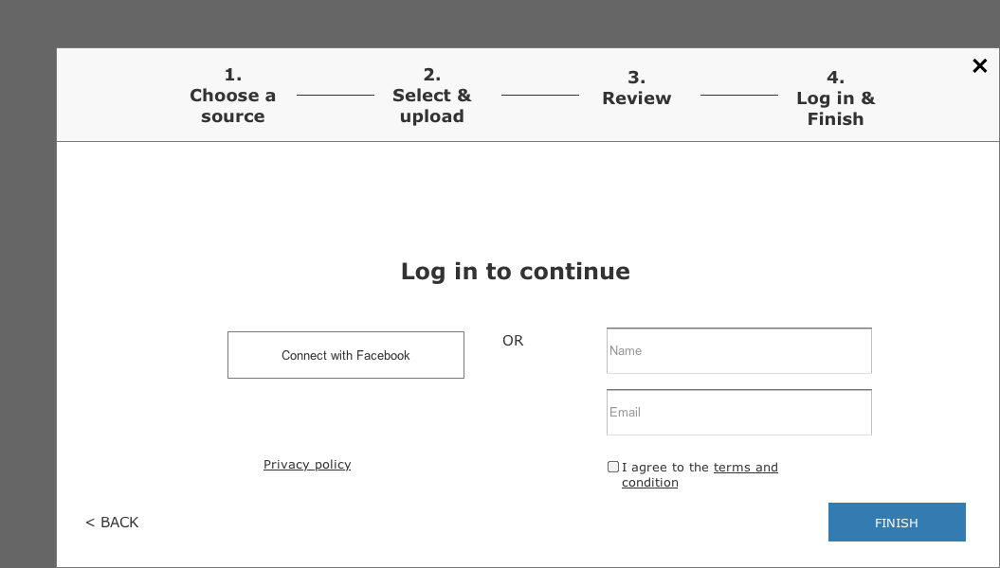 1.
Choose a
source
2.
Select &
upload
3.
Review
4.
Log in &
Finish
×
Log in to continue
Connect with Facebook
OR
Name
Email
Privacy policy
I agree to the terms and
condition
< BACK
FINISH